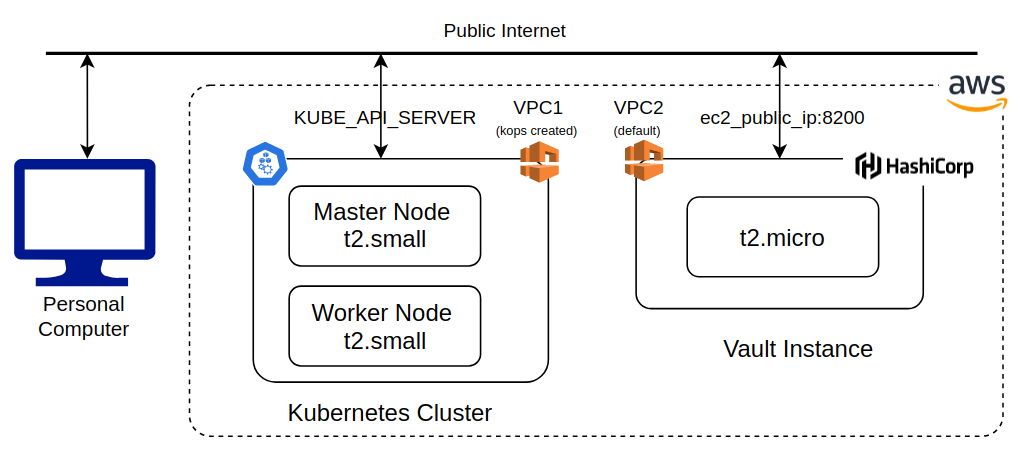 Public Internet
aws
KUBE_API_SERVER
VPC1
(kops created)
VPC2
(default)
ec2_public_ip:8200
HashiCorp
Master Node
t2.small
t2.micro
Worker Node
t2.small
Personal
Computer
Vault Instance
Kubernetes Cluster